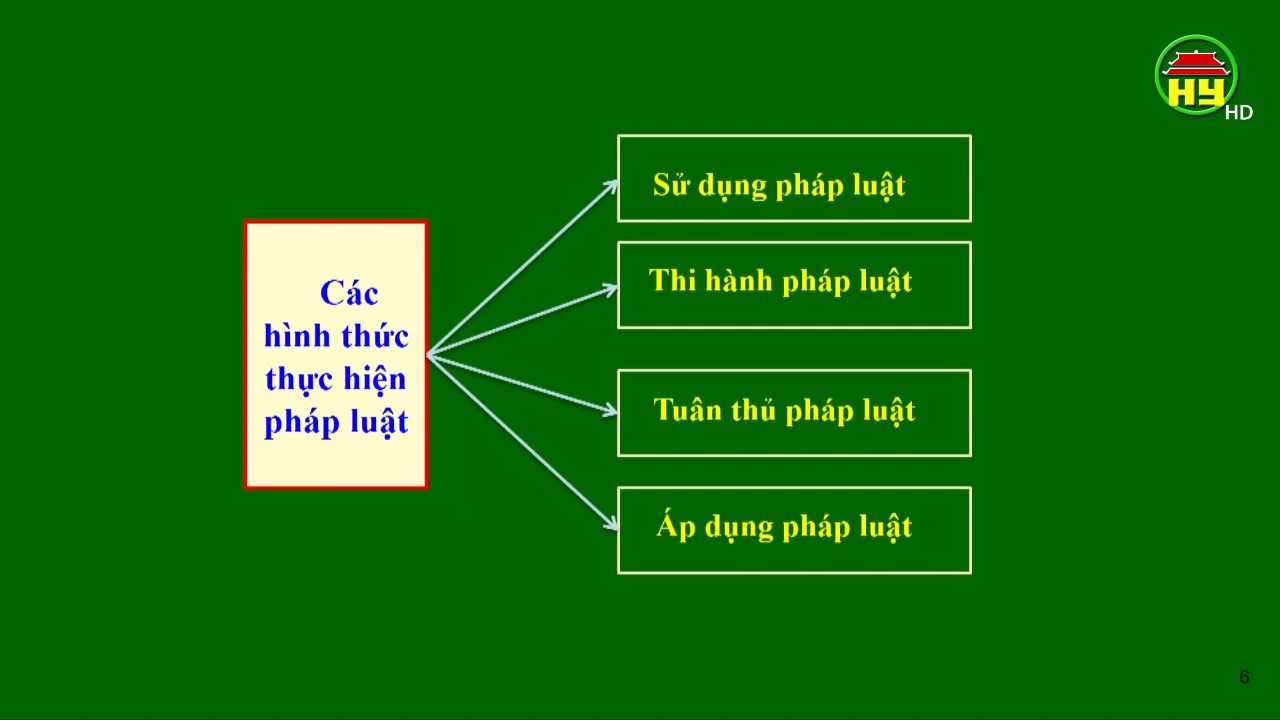 HY
HD
Sử dụng pháp luật
Thi hành pháp luật
Các
hình thức
thực hiện
pháp luật
Tuân thủ pháp luật
Áp dụng pháp luật
6